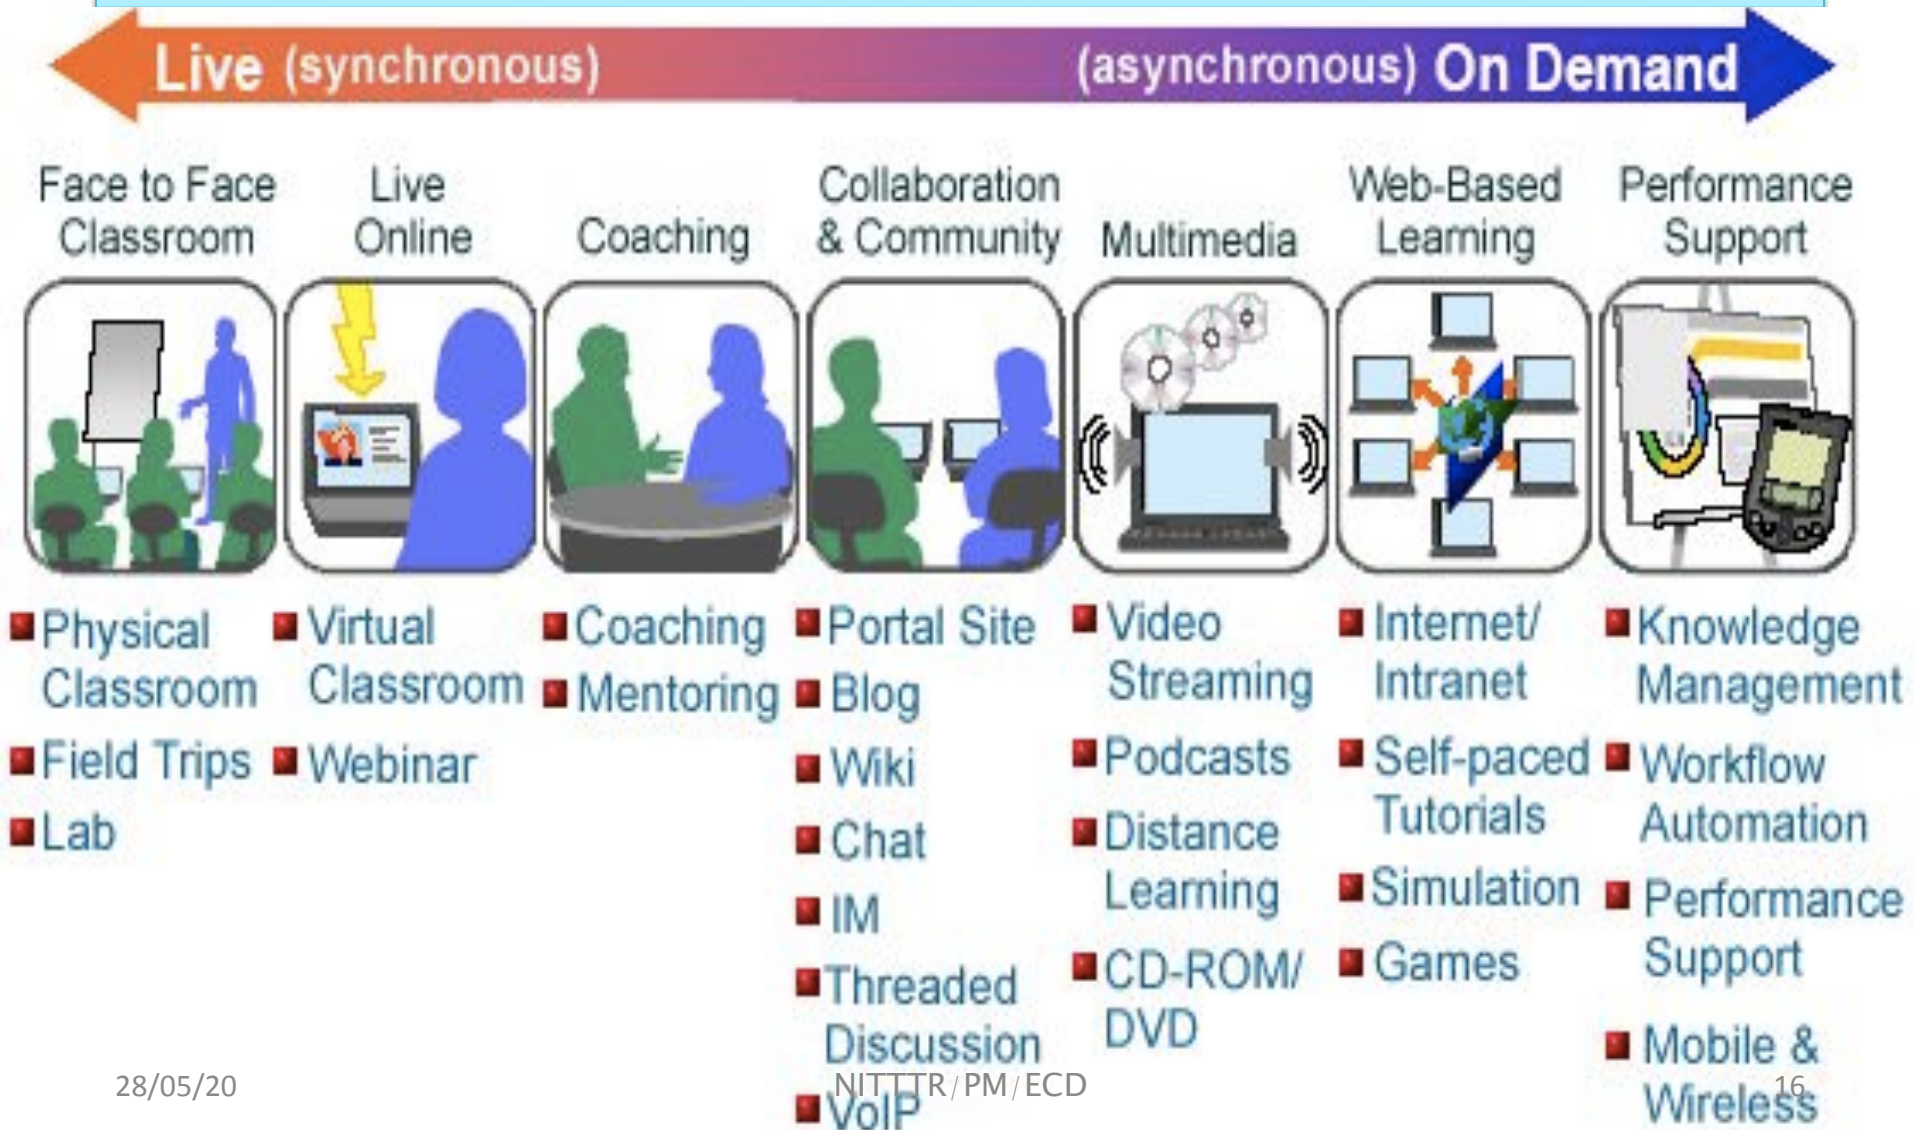 Live (synchronous)
(asynchronous) On Demand
Face to Face
Classroom
Live
Online
Coaching
Collaboration
& Community
Multimedia
Web-Based
Learning
Performance
Support
Physical
Classroom
Field Trips
Lab
Virtual
Classroom
Webinar
Coaching
Mentoring
Portal Site
Blog
Wiki
Chat
IM
Threaded
Discussion
VoIP
Video
Streaming
Podcasts
Distance
Learning
CD-ROM/
DVD
Internet/
Intranet
Self-paced
Tutorials
Simulation
Games
Knowledge
Management
Workflow
Automation
Performance
Support
Mobile &
Wireless
28/05/20
NITTTR/PM/ECD
16